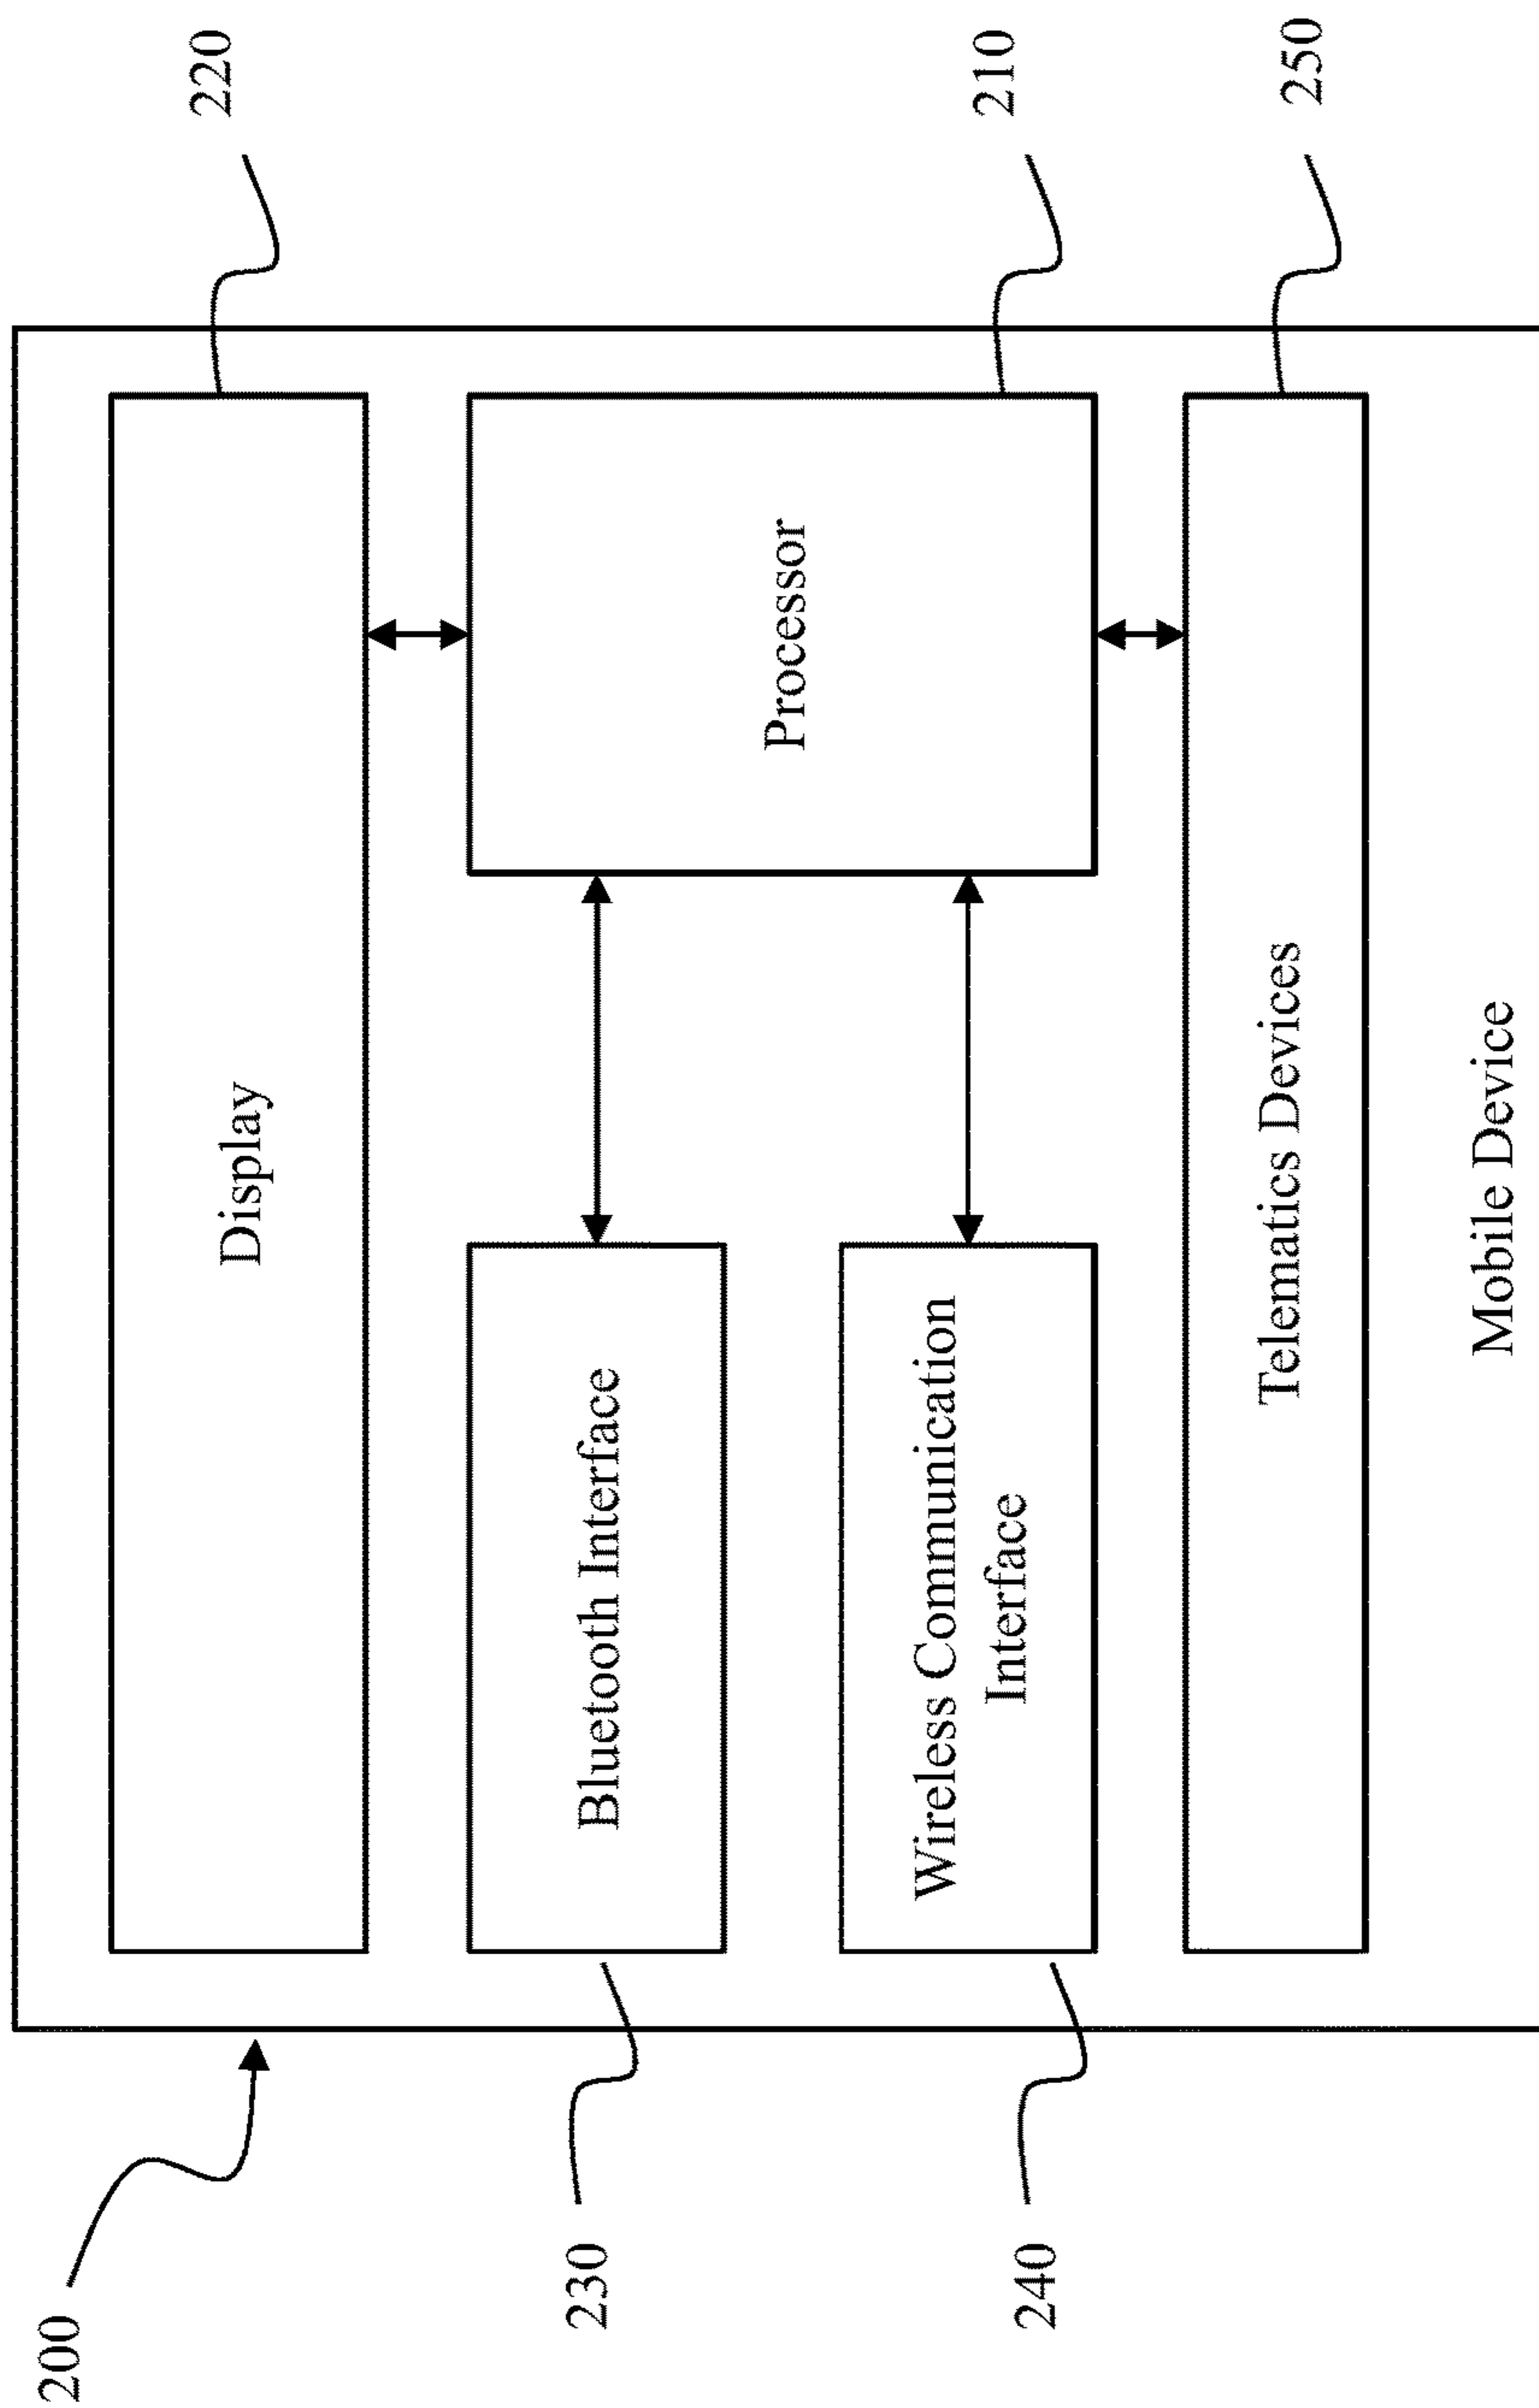 200
Display
220
Bluetooth Interface
230
Processor
210
Wireless Communication
Interface
240
Telematics Devices
250
Mobile Device